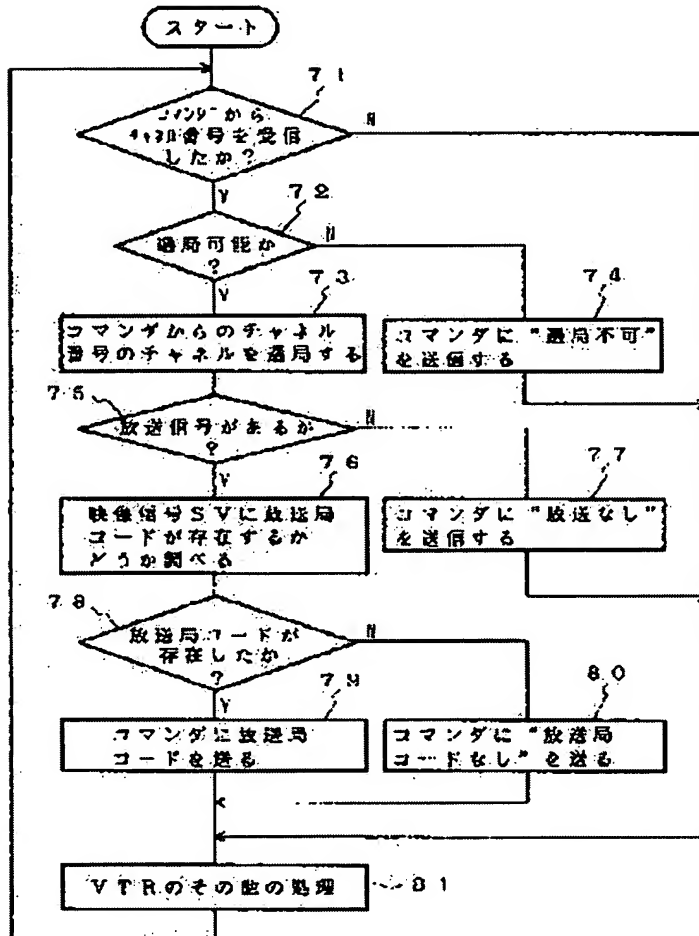 スタート
71
から
番号を受信
したか?
N
Y
72
選局可能か
?
N
Y
73
74
コマンダからのチャネル
番号のチャネルを選局する
コマンダに“選局不可”
を送信する
75
放送信号があるか
?
N
Y
76
77
映像信号SVに放送局
コードが存在するか
どうか調べる
コマンダに“放送なし”
を送信する
78
放送局コードが
存在したか
?
N
Y
79
80
コマンダに放送局
コードを送る
コマンダに“放送局
コードなし”を送る
VTRのその他の処理
81